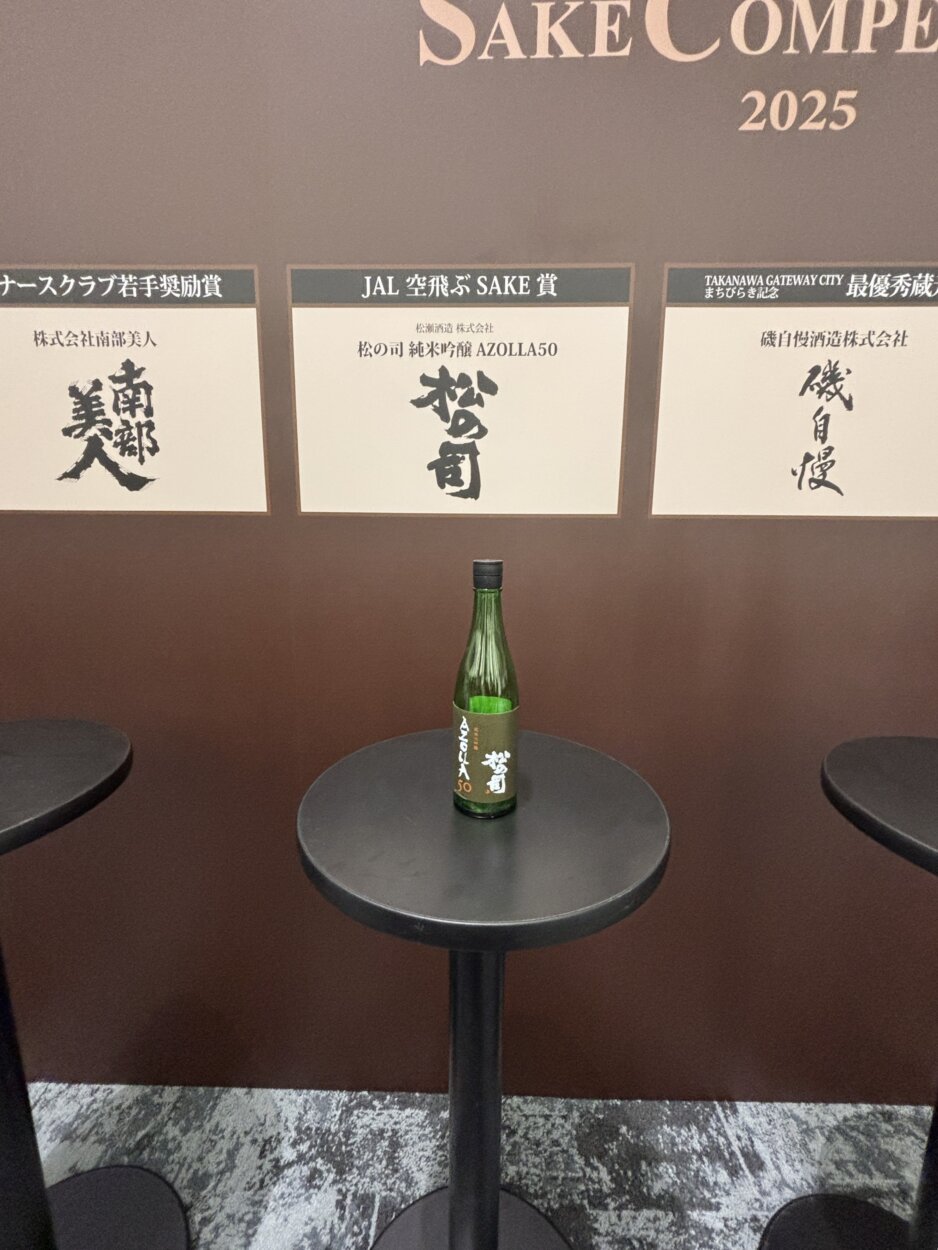 SAKE COMPE
2025
ナースクラブ若手奨励賞
株式会社南部美人
南部
美人
JAL 空飛ぶ SAKE 賞
松瀬酒造 株式会社
松の司 純米吟醸 AZOLLA50
松の司
TAKANAWA GATEWAY CITY
まちびらき記念
最優秀蔵
磯自慢酒造株式会社
磯自慢
AZOLLA
50
松の司